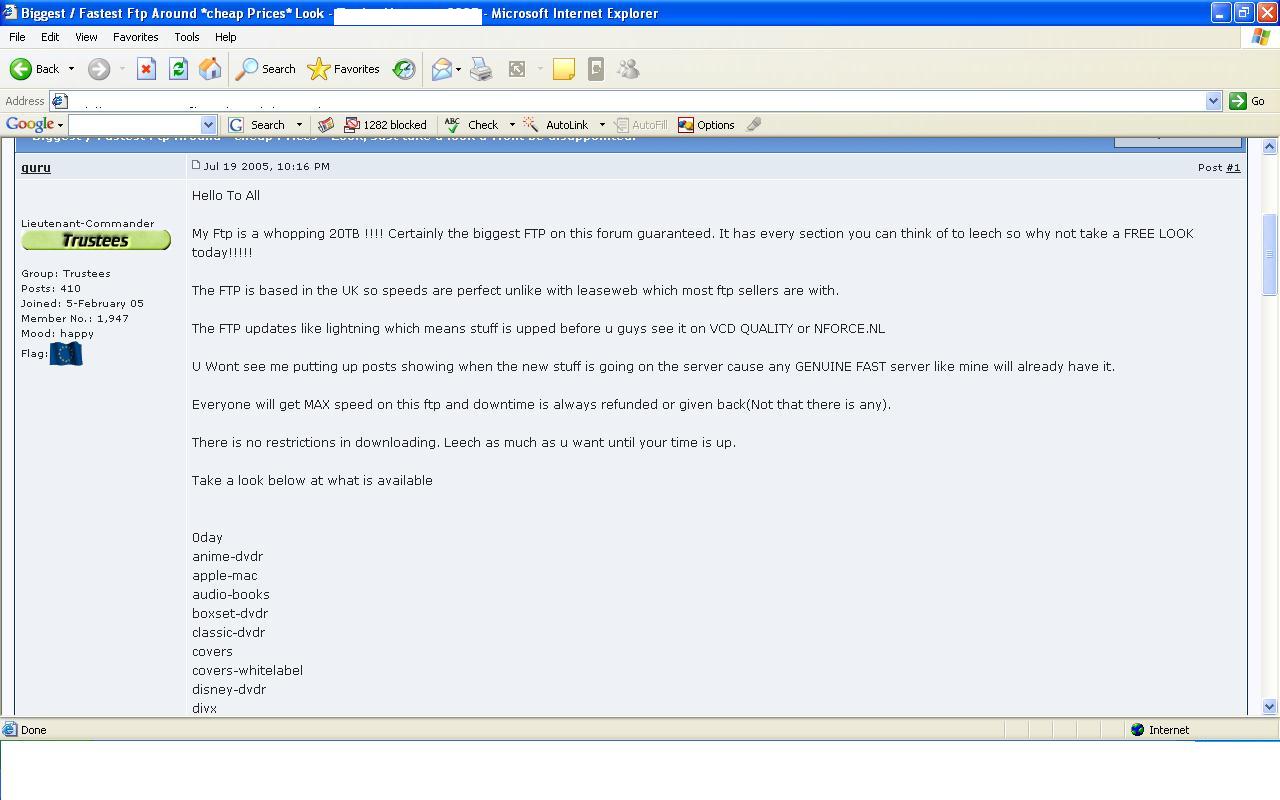 Biggest / Fastest Ftp Around *cheap Prices* Look - - Microsoft Internet Explorer
File Edit View Favorites Tools Help
Back Search Favorites
Address Go
Google Search 1282 blocked ABC Check AutoLink AutoFill Options
guru
Jul 19 2005, 10:16 PM
Post #1
Lieutenant-Commander
Trustees
Group: Trustees
Posts: 410
Joined: 5-February 05
Member No.: 1,947
Mood: happy
Flag:
Hello To All
My Ftp is a whopping 20TB !!!! Certainly the biggest FTP on this forum guaranteed. It has every section you can think of to leech so why not take a FREE LOOK
today!!!!!
The FTP is based in the UK so speeds are perfect unlike with leaseweb which most ftp sellers are with.
The FTP updates like lightning which means stuff is upped before u guys see it on VCD QUALITY or NFORCE.NL
U Wont see me putting up posts showing when the new stuff is going on the server cause any GENUINE FAST server like mine will already have it.
Everyone will get MAX speed on this ftp and downtime is always refunded or given back(Not that there is any).
There is no restrictions in downloading. Leech as much as u want until your time is up.
Take a look below at what is available
0day
anime-dvdr
apple-mac
audio-books
boxset-dvdr
classic-dvdr
covers
covers-whitelabel
disney-dvdr
divx
Done
Internet